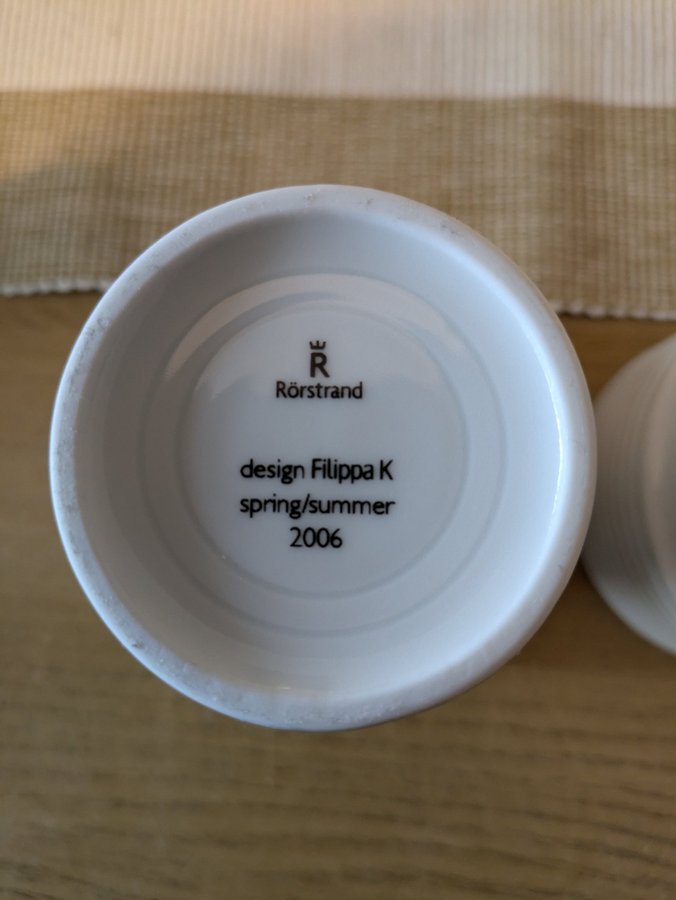 R
Rörstrand
design Filippa K
spring/summer
2006